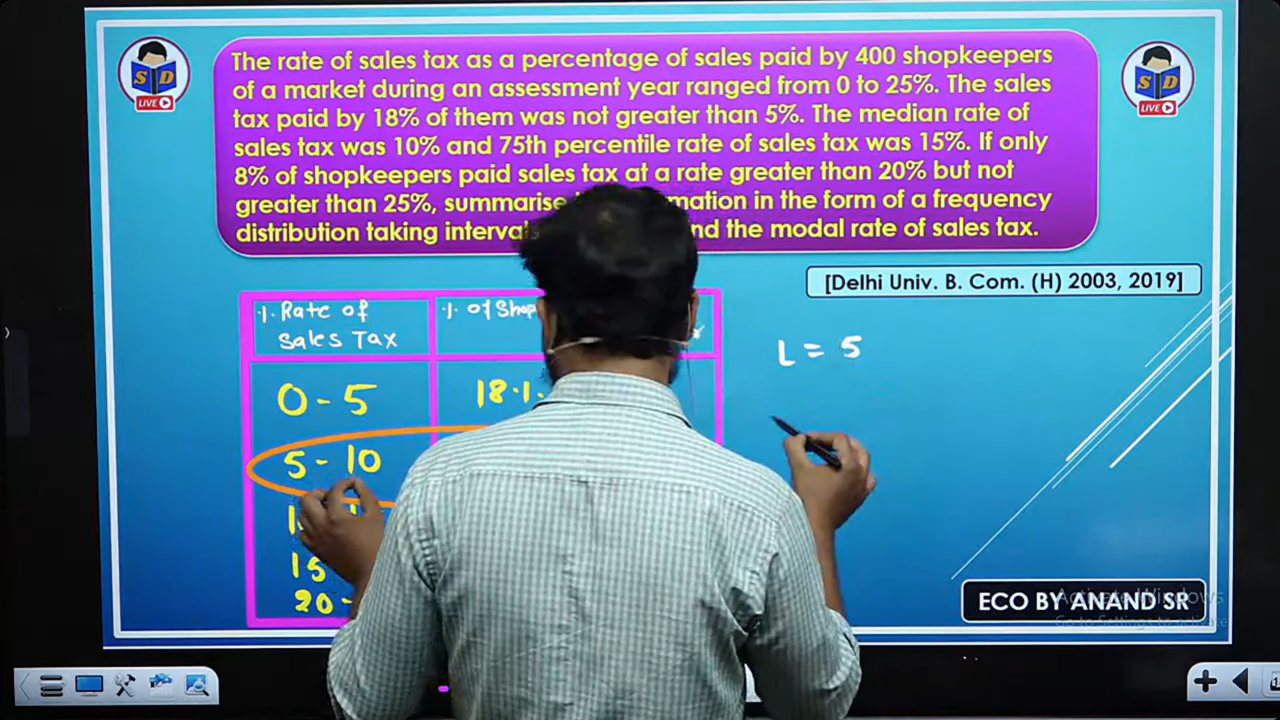 The rate of sales tax as a percentage of sales paid by 400 shopkeepers
of a market during an assessment year ranged from 0 to 25%. The sales
tax paid by 18% of them was not greater than 5%. The median rate of
sales tax was 10% and 75th percentile rate of sales tax was 15%. If only
8% of shopkeepers paid sales tax at a rate greater than 20% but not
greater than 25%, summarise in the form of a frequency
distribution taking the modal rate of sales tax.
[Delhi Univ. B. Com. (H) 2003, 2019]
S D
LIVE
S D
LIVE
% Rate of
Sales Tax
% of
L = 5
0 - 5
18%
5 - 10
15
20 -
ECO BY ANAND SR
Activate Windows